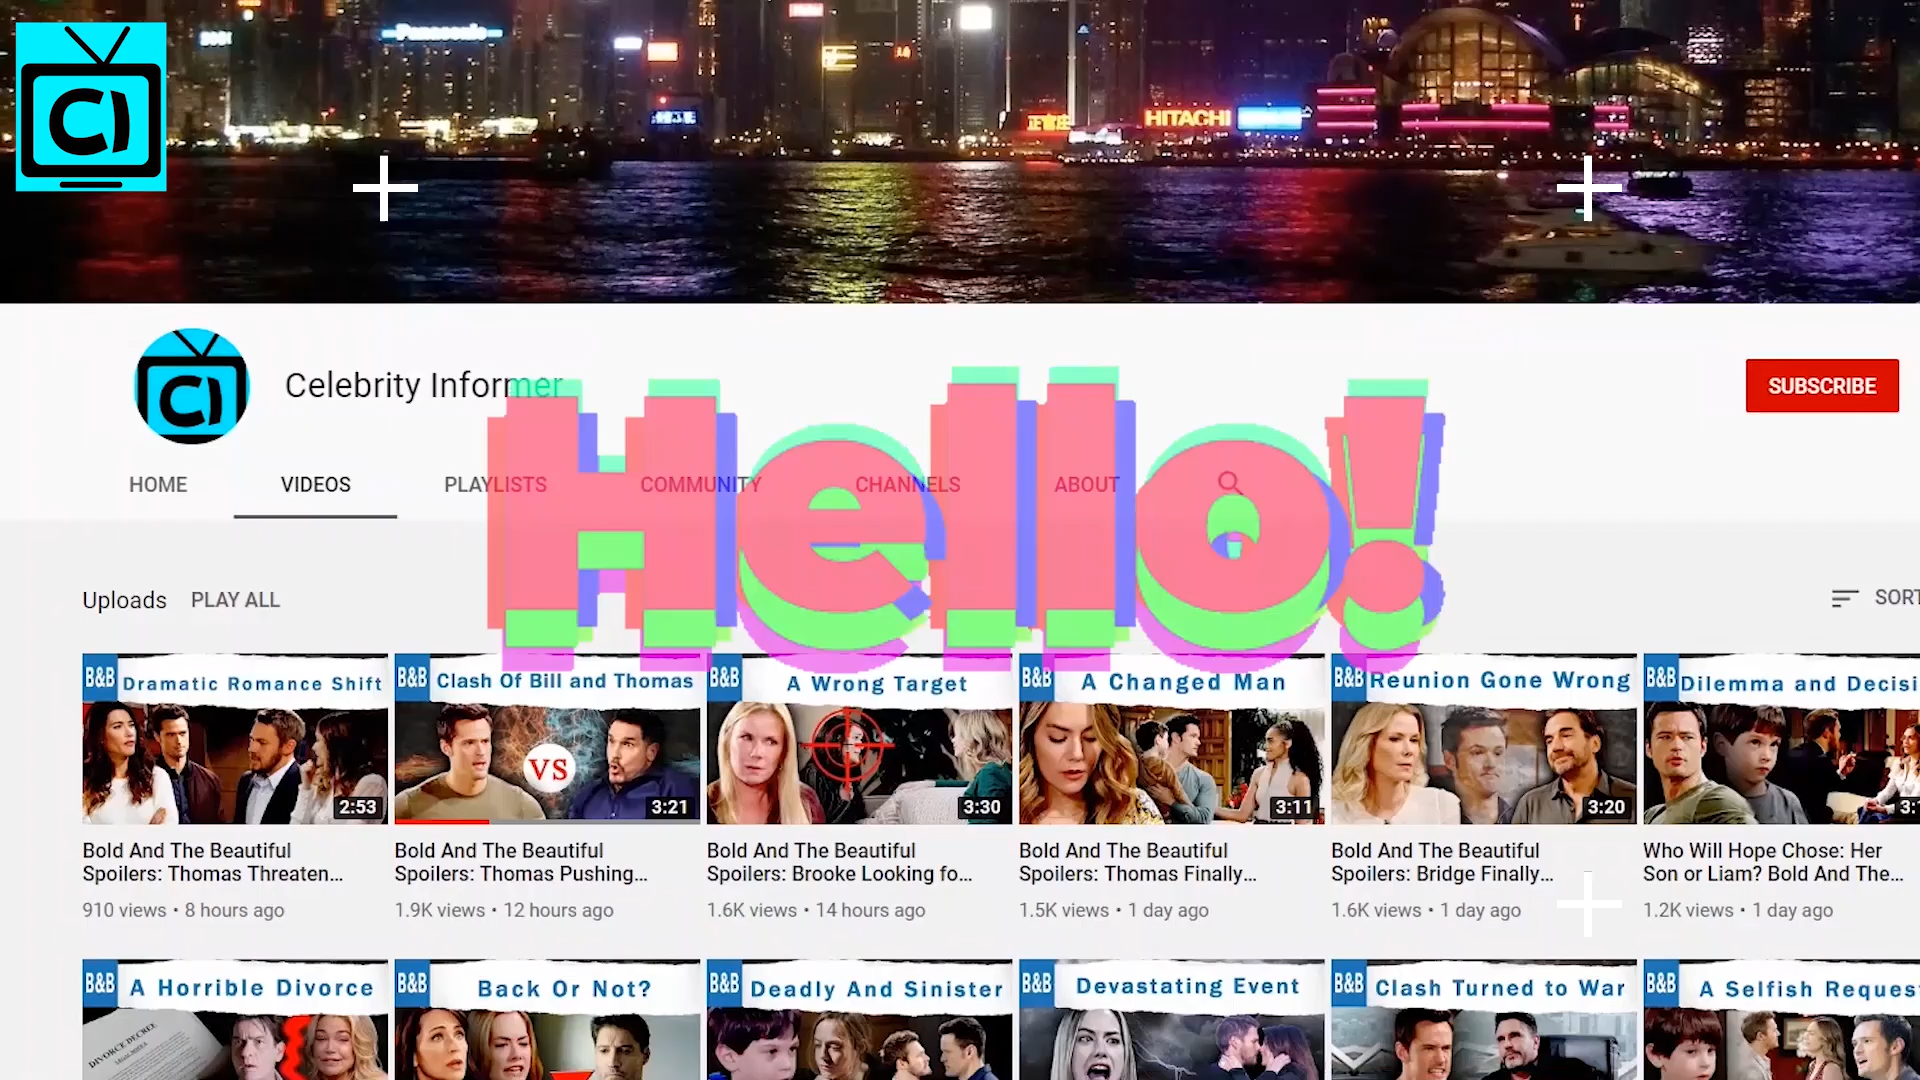 Panasonic
正官庄
HITACHI
CI
CI
Celebrity Informer
SUBSCRIBE
Hello!
HOME
VIDEOS
PLAYLISTS
COMMUNITY
CHANNELS
ABOUT
Uploads
PLAY ALL
SORT
B&B Dramatic Romance Shift
B&B Clash Of Bill and Thomas
B&B A Wrong Target
B&B A Changed Man
B&B Reunion Gone Wrong
B&B Dilemma and Decisi
VS
2:53
3:21
3:30
3:11
3:20
Bold And The Beautiful
Spoilers: Thomas Threaten...
910 views • 8 hours ago
Bold And The Beautiful
Spoilers: Thomas Pushing...
1.9K views • 12 hours ago
Bold And The Beautiful
Spoilers: Brooke Looking fo...
1.6K views • 14 hours ago
Bold And The Beautiful
Spoilers: Thomas Finally...
1.5K views • 1 day ago
Bold And The Beautiful
Spoilers: Bridge Finally...
1.6K views • 1 day ago
Who Will Hope Chose: Her
Son or Liam? Bold And The...
1.2K views • 1 day ago
B&B A Horrible Divorce
B&B Back Or Not?
B&B Deadly And Sinister
B&B Devastating Event
B&B Clash Turned to War
B&B A Selfish Reques
DIVORCE DECREE